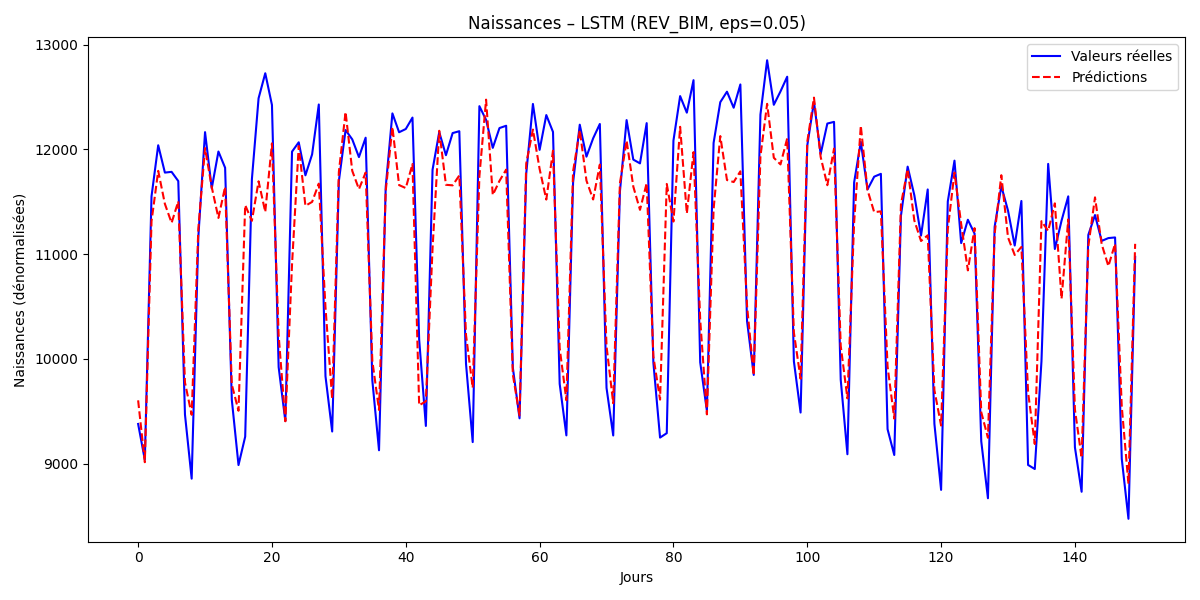 Naissances – LSTM (REV_BIM, eps=0.05)
Valeurs réelles
Prédictions
Naissances (dénormalisées)
13000
12000
11000
10000
9000
0 20 40 60 80 100 120 140
Jours